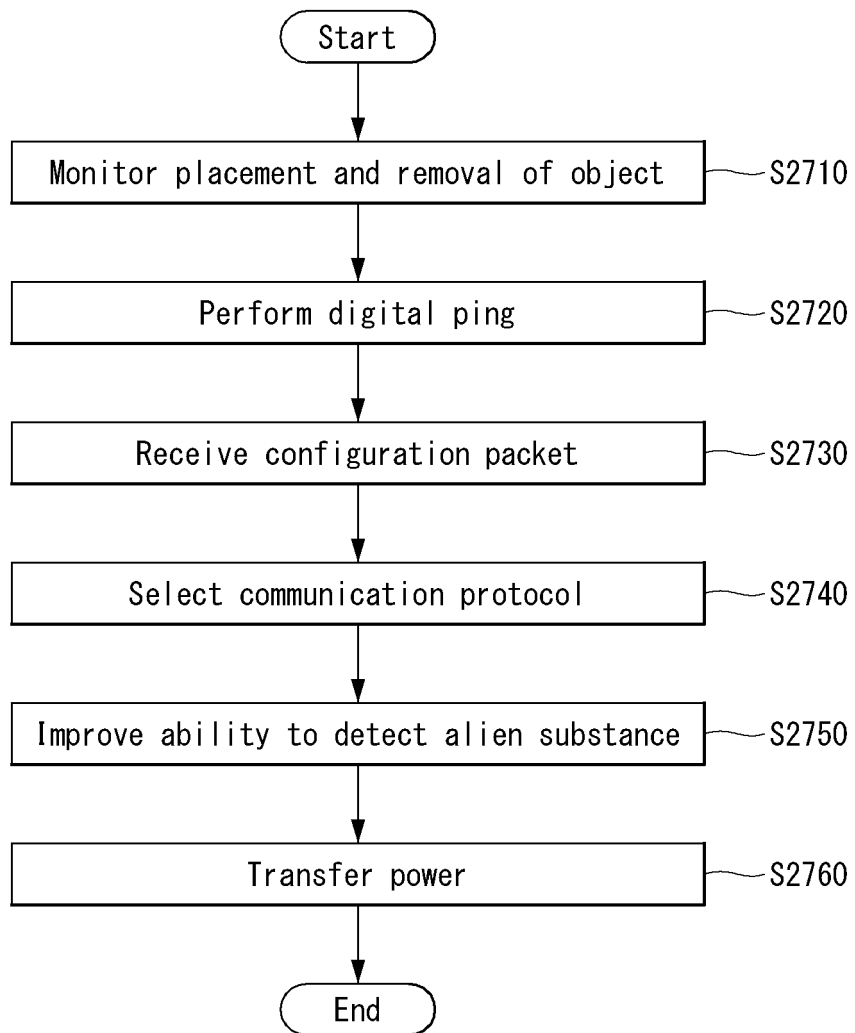 Start
Monitor placement and removal of object S2710
Perform digital ping S2720
Receive configuration packet S2730
Select communication protocol S2740
Improve ability to detect alien substance S2750
Transfer power S2760
End